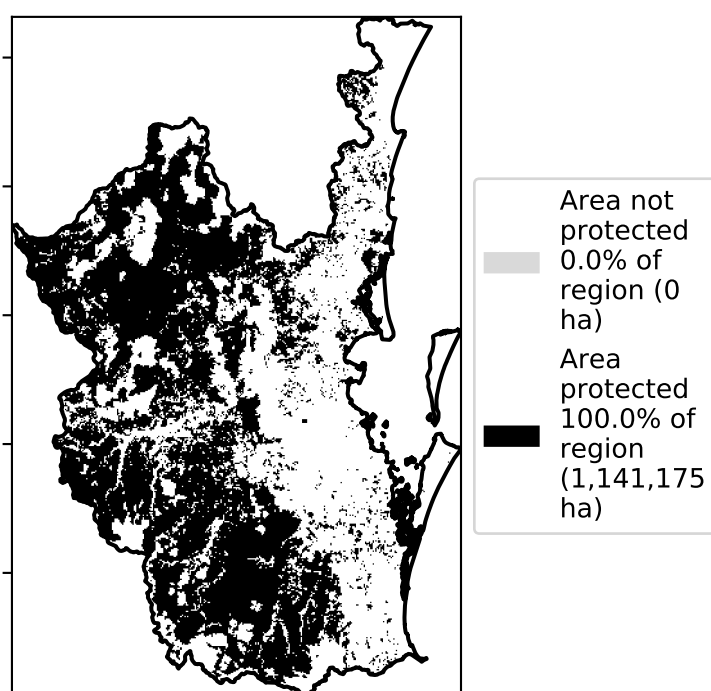 Area not
protected
0.0% of
region (0
ha)
Area
protected
100.0% of
region
(1,141,175
ha)